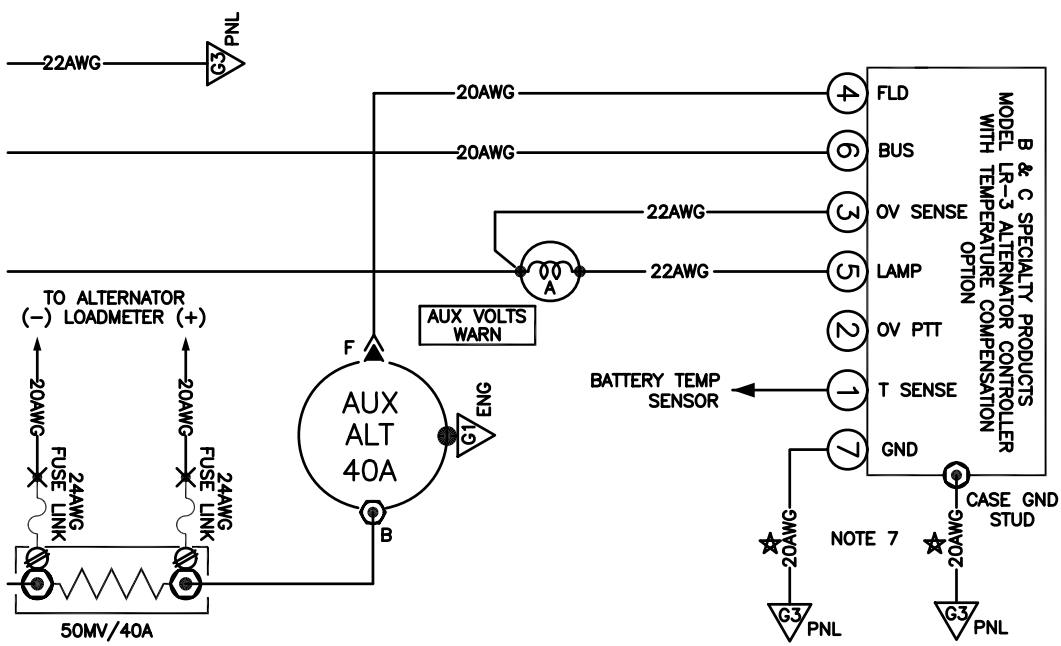 22AWG
G3
PNL
20AWG
4
FLD
20AWG
6
BUS
22AWG
3
OV SENSE
A
22AWG
5
LAMP
AUX VOLTS
WARN
2
OV PTT
BATTERY TEMP
SENSOR
1
T SENSE
7
GND
B & C SPECIALTY PRODUCTS
MODEL LR-3 ALTERNATOR CONTROLLER
WITH TEMPERATURE COMPENSATION
OPTION
TO ALTERNATOR
(-) LOADMETER (+)
20AWG
20AWG
24AWG
FUSE LINK
24AWG
FUSE LINK
50MV/40A
F
AUX
ALT
40A
G1
ENG
B
CASE GND
STUD
20AWG
NOTE 7
20AWG
G3
PNL
G3
PNL